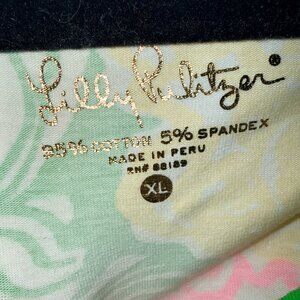 Lilly Pulitzer®
95% COTTON 5% SPANDEX
MADE IN PERU
RN# 88189
XL